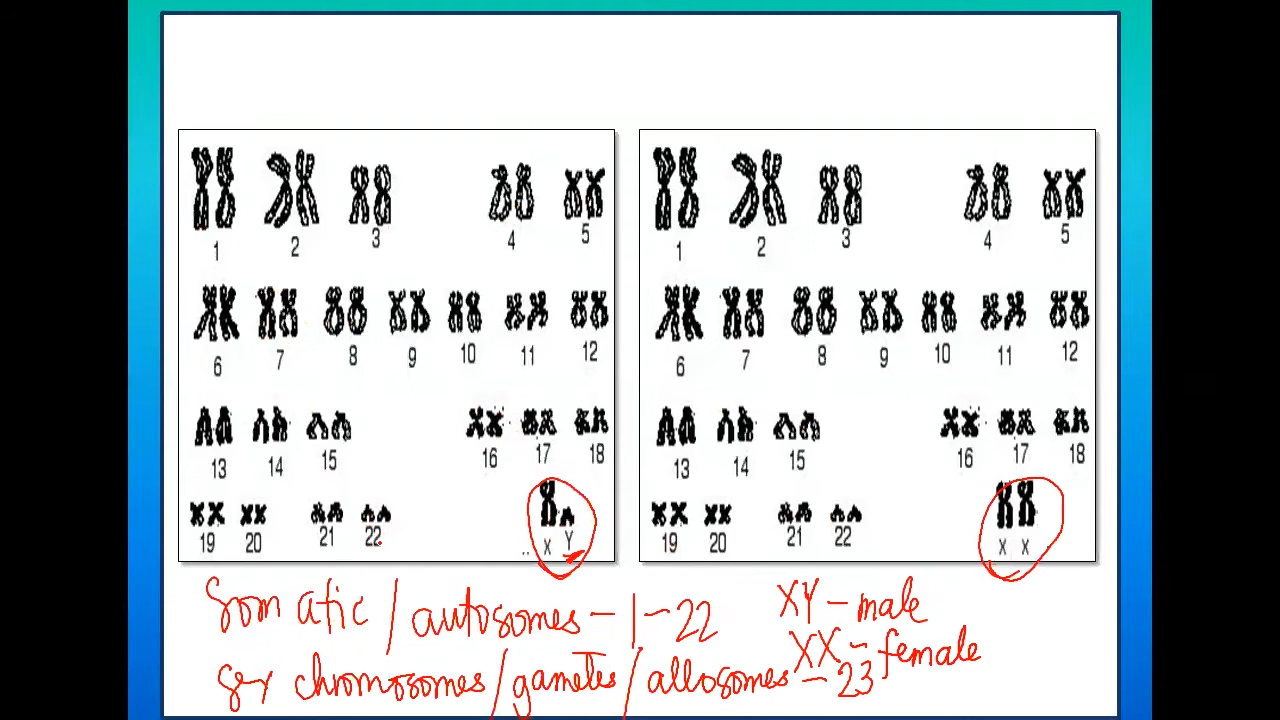 1 2 3 4 5
6 7 8 9 10 11 12
13 14 15 16 17 18
19 20 21 22 .. X Y
1 2 3 4 5
6 7 8 9 10 11 12
13 14 15 16 17 18
19 20 21 22 X X
Somatic / autosomes - 1 - 22
XY - male
XX - female
sex chromosomes / gametes / allosomes - 23